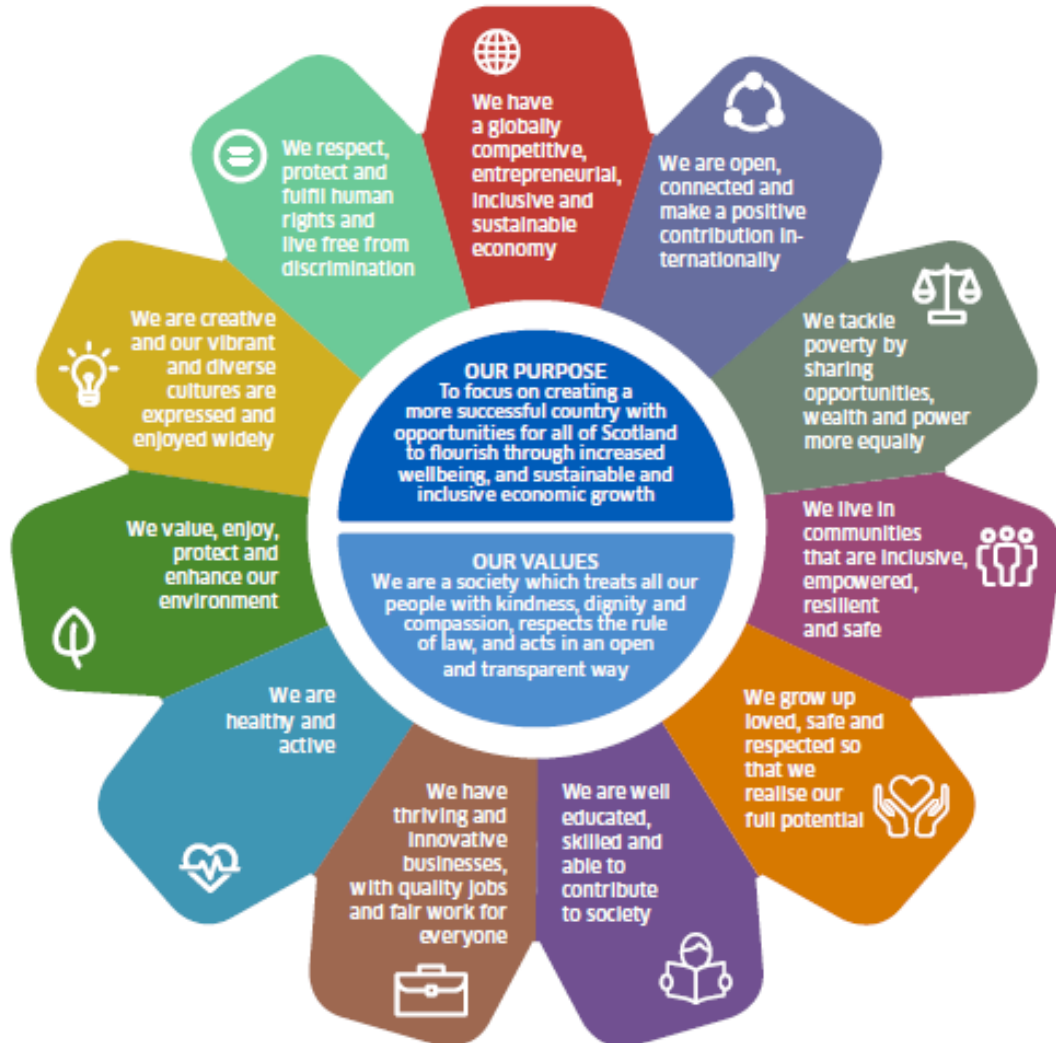 We have
a globally
competitive,
entrepreneurial,
inclusive and
sustainable
economy
We are open,
connected and
make a positive
contribution in-
ternationally
We tackle
poverty by
sharing
opportunities,
wealth and power
more equally
We live in
communities
that are inclusive,
empowered,
resilient
and safe
We grow up
loved, safe and
respected so
that we
realise our
full potential
We are well
educated,
skilled and
able to
contribute
to society
We have
thriving and
innovative
businesses,
with quality jobs
and fair work for
everyone
We are
healthy and
active
We value, enjoy,
protect and
enhance our
environment
We are creative
and our vibrant
and diverse
cultures are
expressed and
enjoyed widely
We respect,
protect and
fulfil human
rights and
live free from
discrimination
OUR PURPOSE
To focus on creating a
more successful country with
opportunities for all of Scotland
to flourish through increased
wellbeing, and sustainable and
inclusive economic growth
OUR VALUES
We are a society which treats all our
people with kindness, dignity and
compassion, respects the rule
of law, and acts in an open
and transparent way